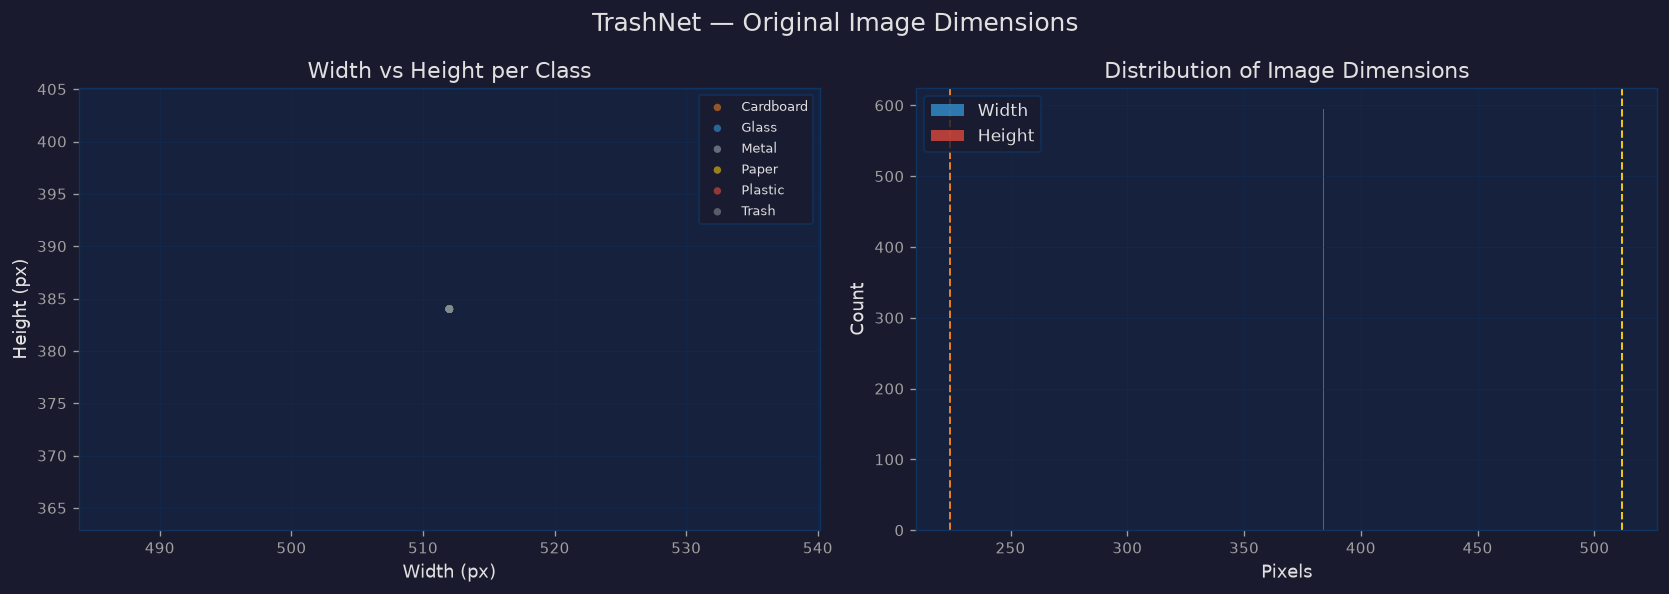 TrashNet — Original Image Dimensions
Width vs Height per Class
405
400
395
390
385
380
375
370
365
Height (px)
490
500
510
520
530
540
Width (px)
Cardboard
Glass
Metal
Paper
Plastic
Trash
Distribution of Image Dimensions
600
500
400
300
200
100
0
Count
250
300
350
400
450
500
Pixels
Width
Height